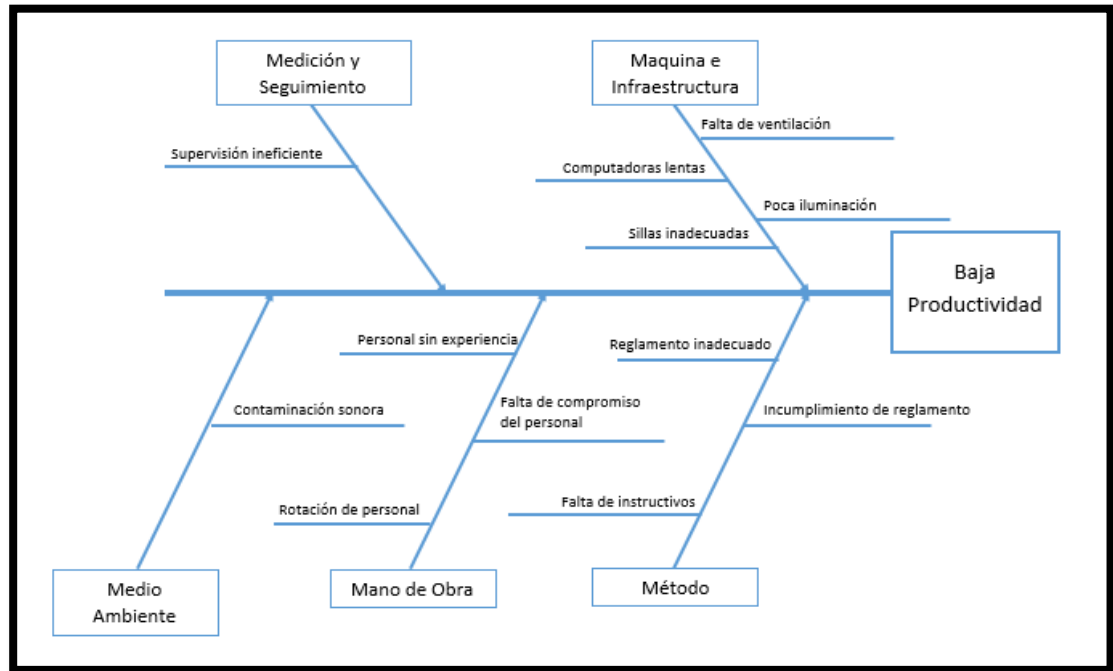 Medición y
Seguimiento
Maquina e
Infraestructura
Falta de ventilación
Supervisión ineficiente
Computadoras lentas
Poca iluminación
Sillas inadecuadas
Baja
Productividad
Personal sin experiencia
Reglamento inadecuado
Contaminación sonora
Falta de compromiso
del personal
Incumplimiento de reglamento
Rotación de personal
Falta de instructivos
Medio
Ambiente
Mano de Obra
Método